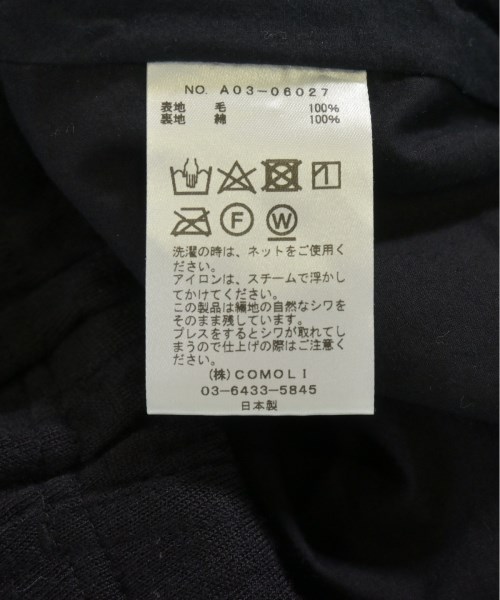 NO. A03-06027
表地 毛 100%
裏地 綿 100%
F W
洗濯の時は、ネットをご使用く
ださい。
アイロンは、スチームで浮かし
てかけてください。
この製品は編地の自然なシワを
そのまま残しています。
プレスをするとシワが取れてし
まうので仕上げの際はご注意く
ださい。
(株)COMOLI
03-6433-5845
日本製